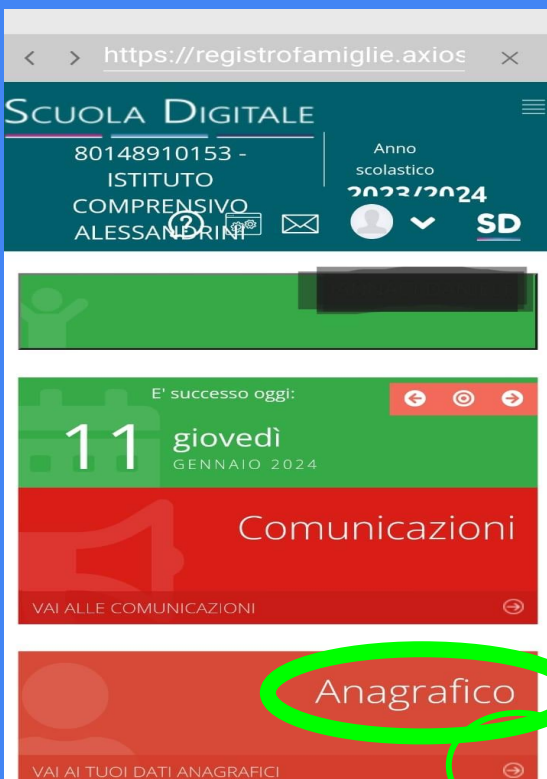 https://registrofamiglie.axios
SCUOLA DIGITALE
80148910153 -
ISTITUTO
COMPRENSIVO
ALESSANDRINI
Anno
scolastico
2023/2024
SD
E' successo oggi:
11 giovedì
GENNAIO 2024
Comunicazioni
VAI ALLE COMUNICAZIONI
Anagrafico
VAI AI TUOI DATI ANAGRAFICI